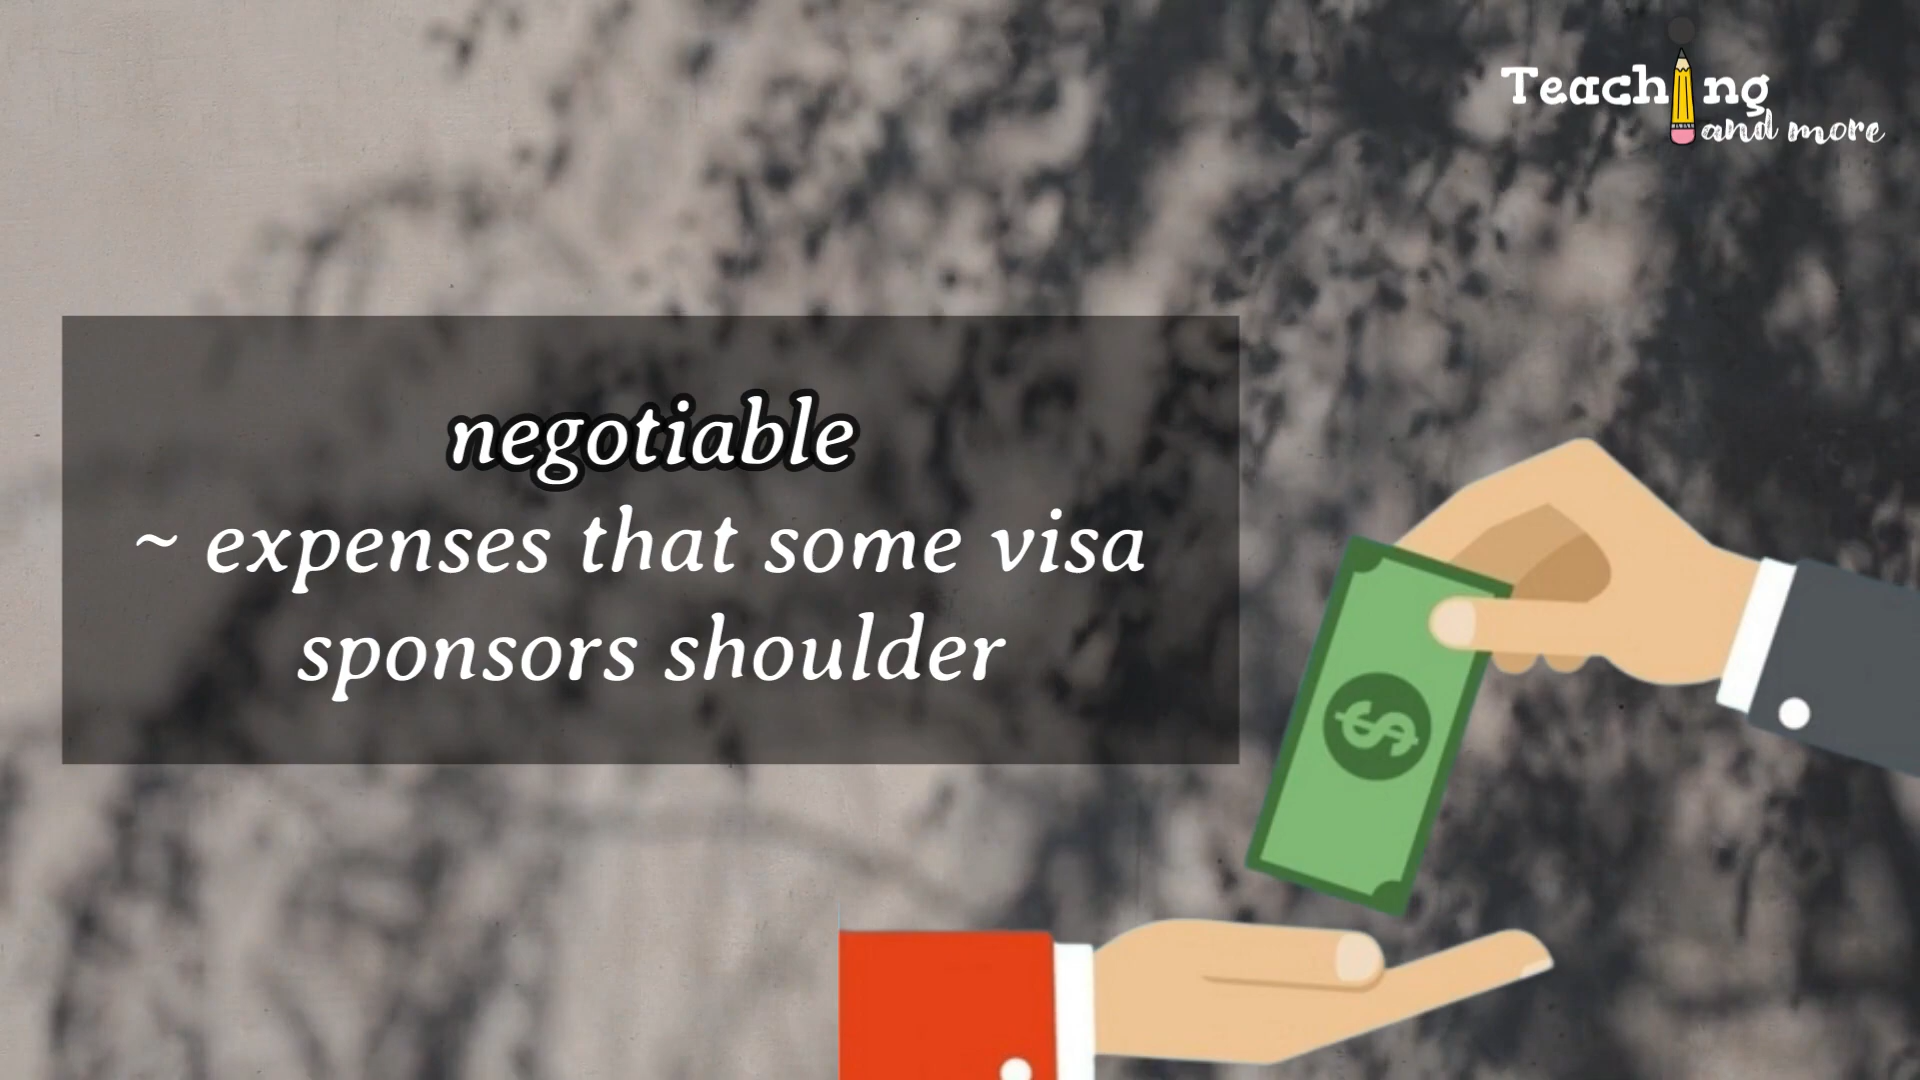 Teaching
and more
negotiable
~ expenses that some visa
sponsors shoulder